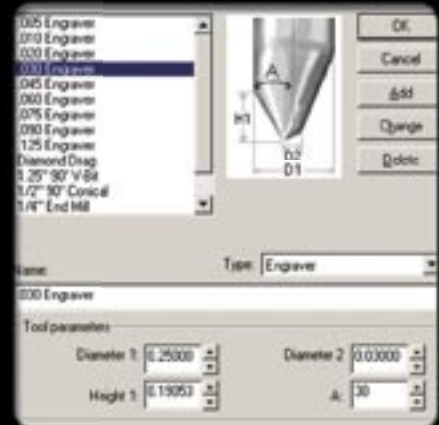 .005 Engraver
.010 Engraver
.020 Engraver
.030 Engraver
.045 Engraver
.060 Engraver
.075 Engraver
.090 Engraver
.125 Engraver
Diamond Drag
1.25" 90° V-Bit
1/2" 90° Conical
1/4" End Mill
A
H1
D2
D1
OK
Cancel
Add
Change
Delete
Name:
Type: Engraver
.030 Engraver
Tool parameters
Diameter 1: 0.25000
Diameter 2: 0.03000
Height 1: 0.19053
A: 30